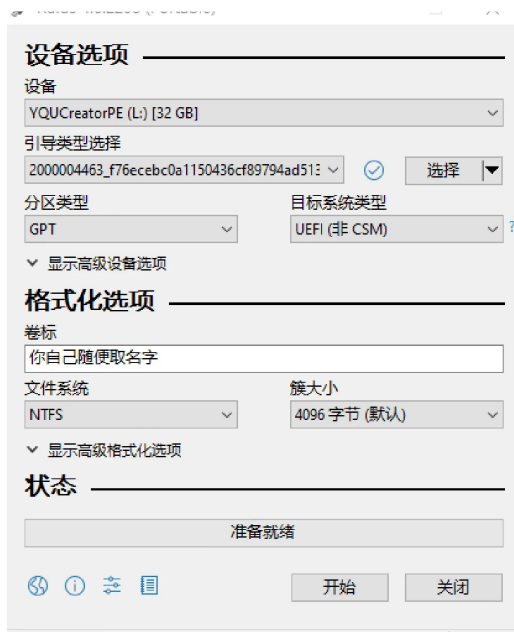 设备选项
设备
YQUCreatorPE (L:) [32 GB]
引导类型选择
2000004463_f76ecebc0a1150436cf89794ad513
选择
分区类型 目标系统类型
GPT UEFI (非 CSM) ?
显示高级设备选项
格式化选项
卷标
你自己随便取名字
文件系统 簇大小
NTFS 4096 字节 (默认)
显示高级格式化选项
状态
准备就绪
开始 关闭